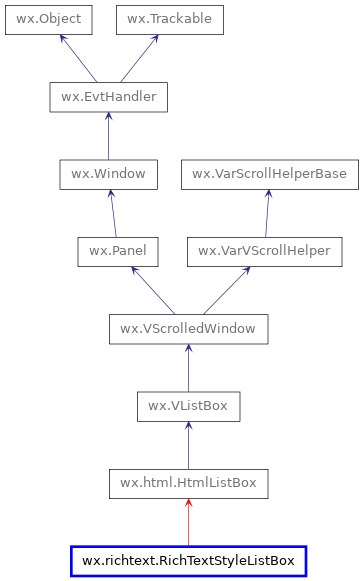 wx.Object
wx.Trackable
wx.EvtHandler
wx.Window
wx.VarScrollHelperBase
wx.Panel
wx.VarVScrollHelper
wx.VScrolledWindow
wx.VListBox
wx.html.HtmlListBox
wx.richtext.RichTextStyleListBox